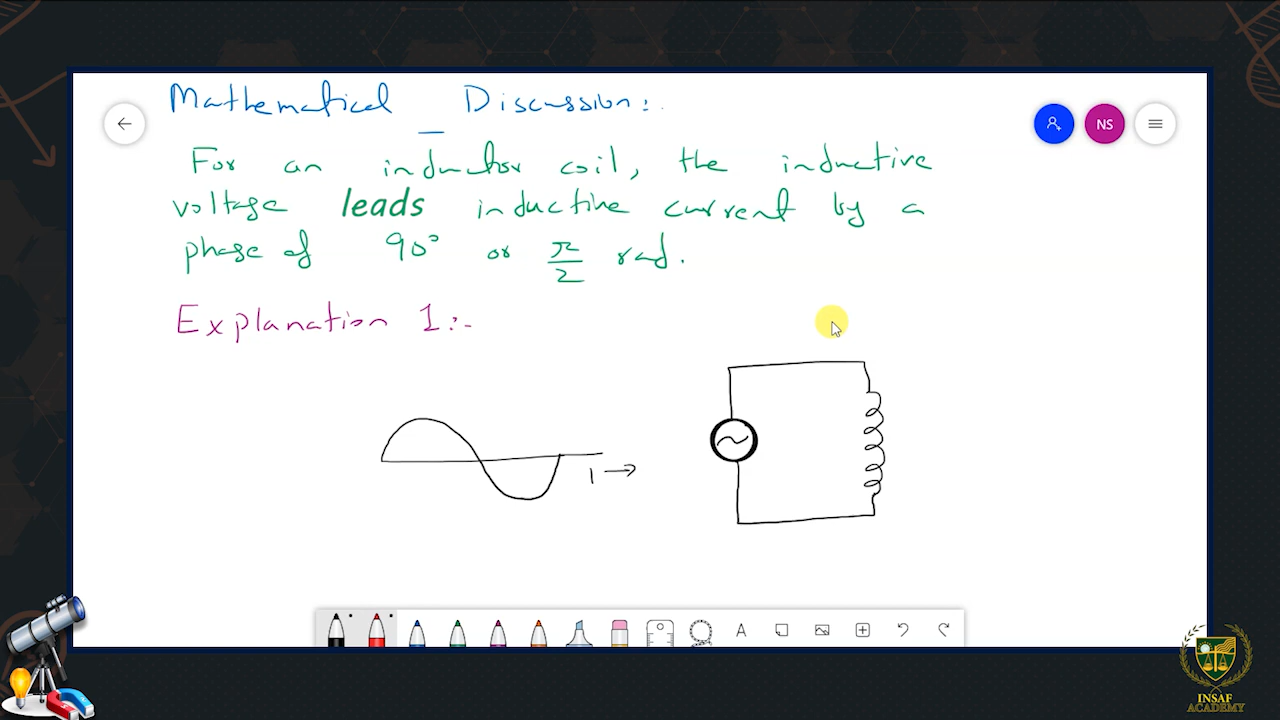 Mathematical _ Discussion:.
NS
For an inductor coil, the inductive
voltage leads inductive current by a
phase of 90° or π/2 rad.
Explanation 1:-
A
INSAF
ACADEMY